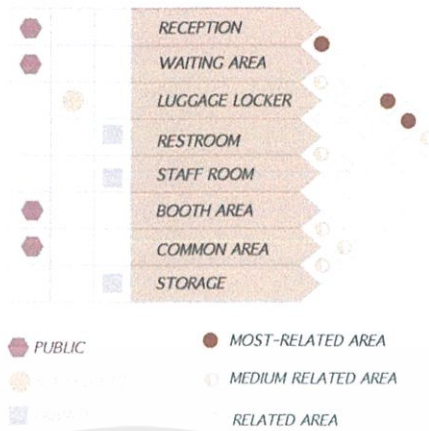 RECEPTION
WAITING AREA
LUGGAGE LOCKER
RESTROOM
STAFF ROOM
BOOTH AREA
COMMON AREA
STORAGE
PUBLIC
MOST-RELATED AREA
MEDIUM RELATED AREA
RELATED AREA